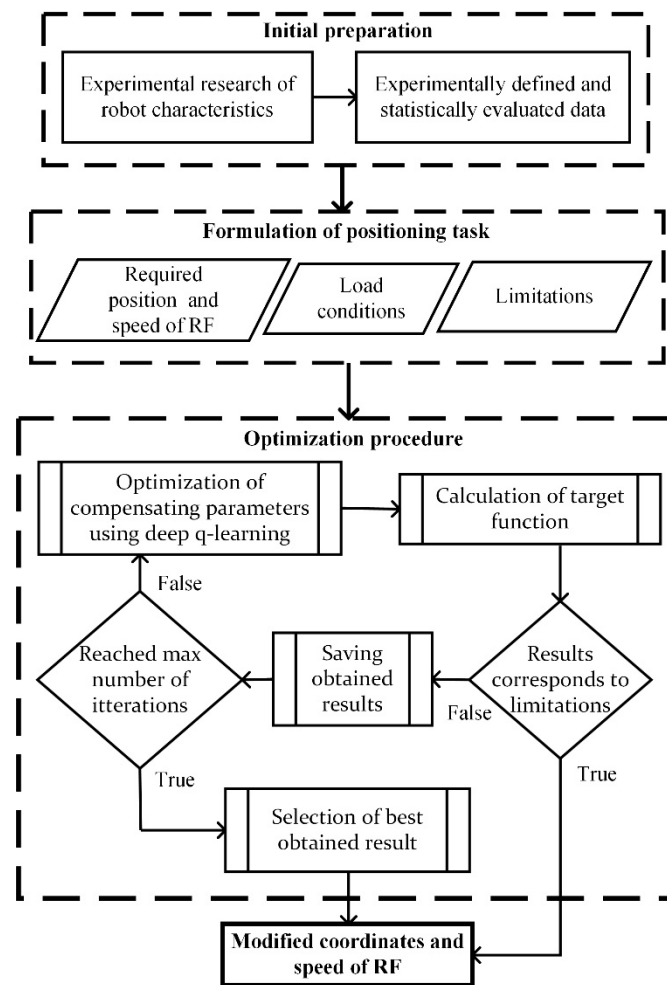 Initial preparation
Experimental research of
robot characteristics
Experimentally defined and
statistically evaluated data
Formulation of positioning task
Required
position and
speed of RF
Load
conditions
Limitations
Optimization procedure
Optimization of
compensating parameters
using deep q-learning
Calculation of target
function
False
Reached max
number of
itterations
Saving
obtained
results
False
Results
corresponds to
limitations
True
True
Selection of best
obtained result
Modified coordinates and
speed of RF